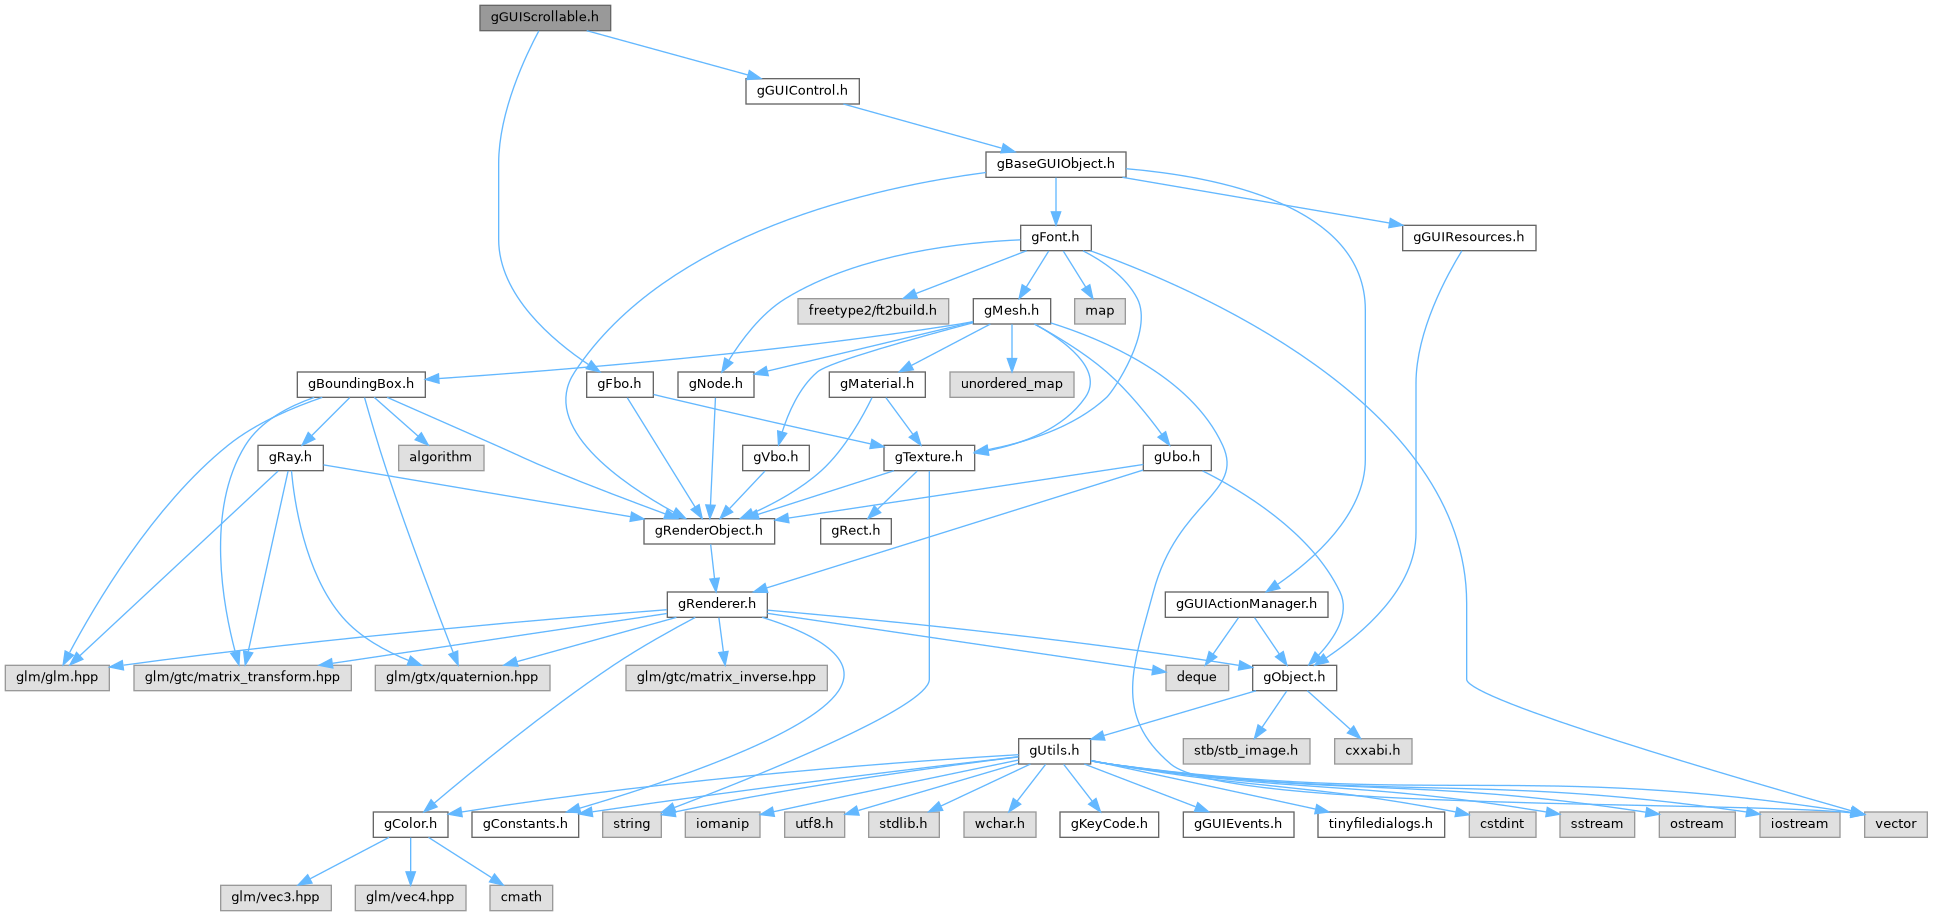 gGUIScrollable.h
gGUIControl.h
gBaseGUIObject.h
gFont.h
gGUIResources.h
freetype2/ft2build.h
gMesh.h
map
gBoundingBox.h
gFbo.h
gNode.h
gMaterial.h
unordered_map
gRay.h
algorithm
gVbo.h
gTexture.h
gUbo.h
gRenderObject.h
gRect.h
gRenderer.h
gGUIActionManager.h
glm/glm.hpp
glm/gtc/matrix_transform.hpp
glm/gtx/quaternion.hpp
glm/gtc/matrix_inverse.hpp
deque
gObject.h
gUtils.h
stb/stb_image.h
cxxabi.h
gColor.h
gConstants.h
string
iomanip
utf8.h
stdlib.h
wchar.h
gKeyCode.h
gGUIEvents.h
tinyfiledialogs.h
cstdint
sstream
ostream
iostream
vector
glm/vec3.hpp
glm/vec4.hpp
cmath